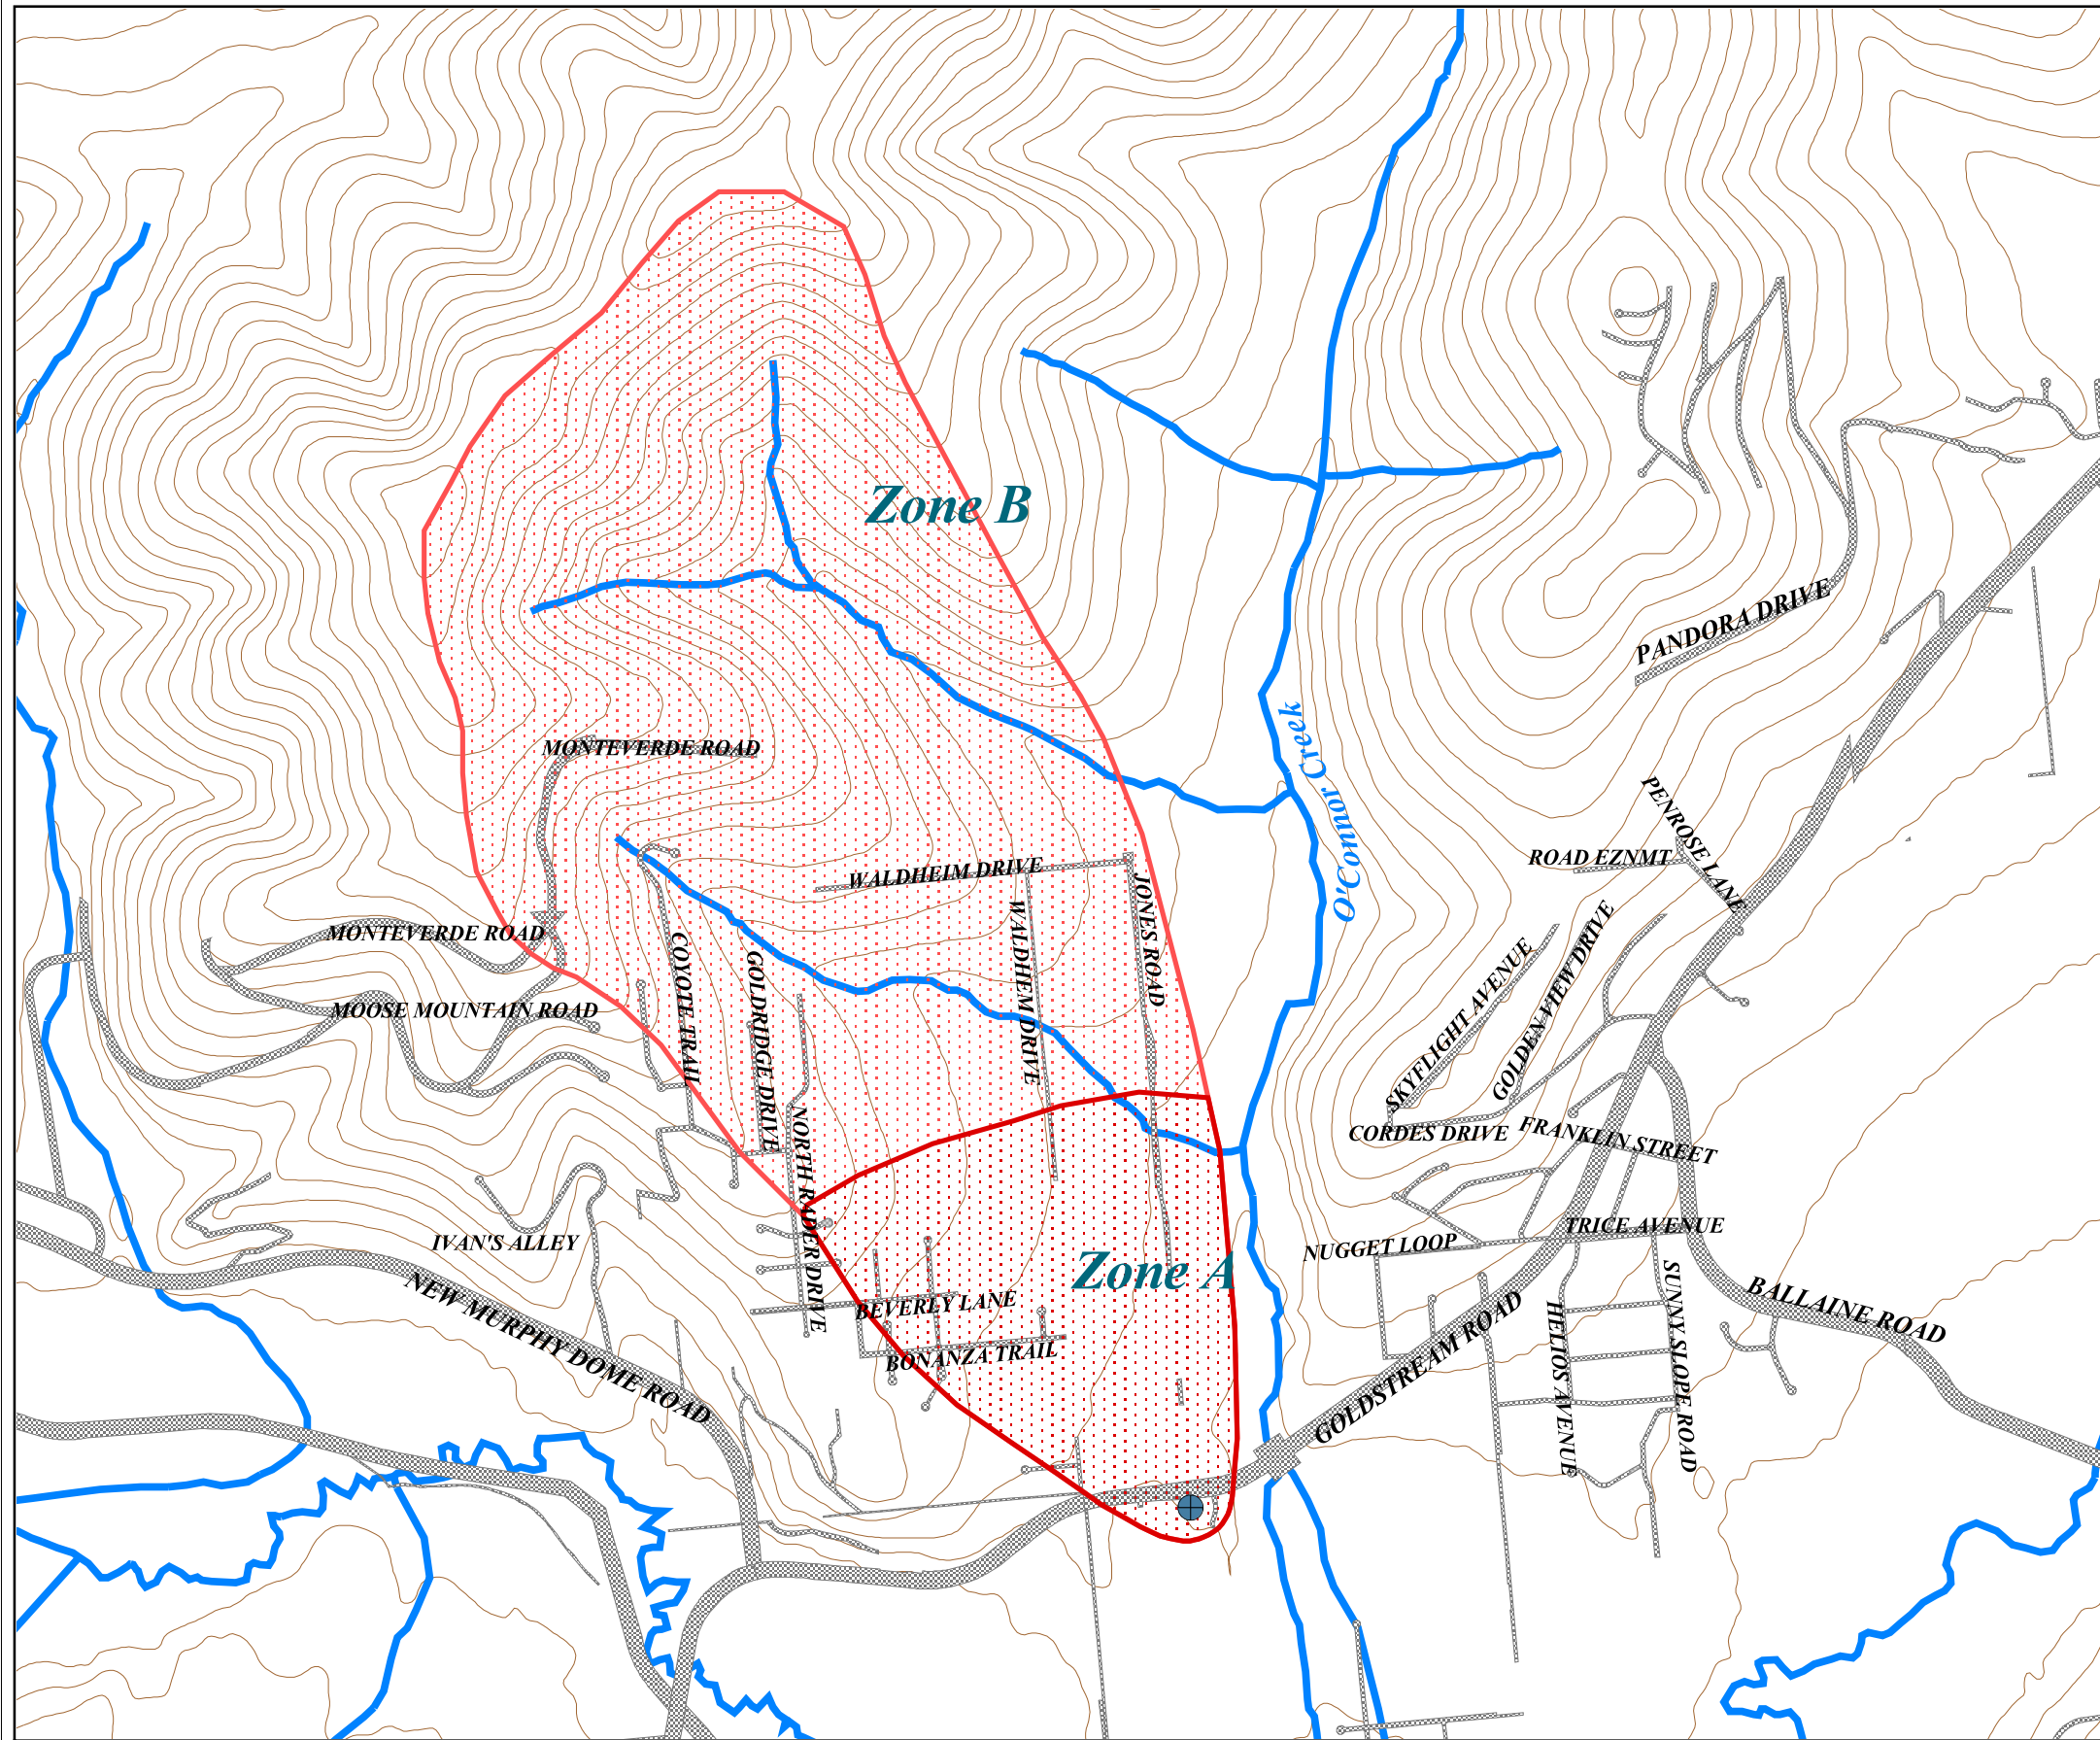 Zone B
PANDORA DRIVE
O'Connor Creek
MONTEVERDE ROAD
PENROSE LANE
ROAD EZNMT
WALDHEIM DRIVE
JONES ROAD
WALDHEIM DRIVE
MONTEVERDE ROAD
COYOTE TRAIL
GOLDRIDGE DRIVE
SKYFLIGHT AVENUE
GOLDEN VIEW DRIVE
MOOSE MOUNTAIN ROAD
CORDES DRIVE
FRANKLIN STREET
NORTH RADER DRIVE
IVAN'S ALLEY
NUGGET LOOP
TRICE AVENUE
Zone A
NEW MURPHY DOME ROAD
BEVERLY LANE
BONANZA TRAIL
GOLDSTREAM ROAD
HELIOS AVENUE
SUNNY SLOPE ROAD
BALLAINE ROAD